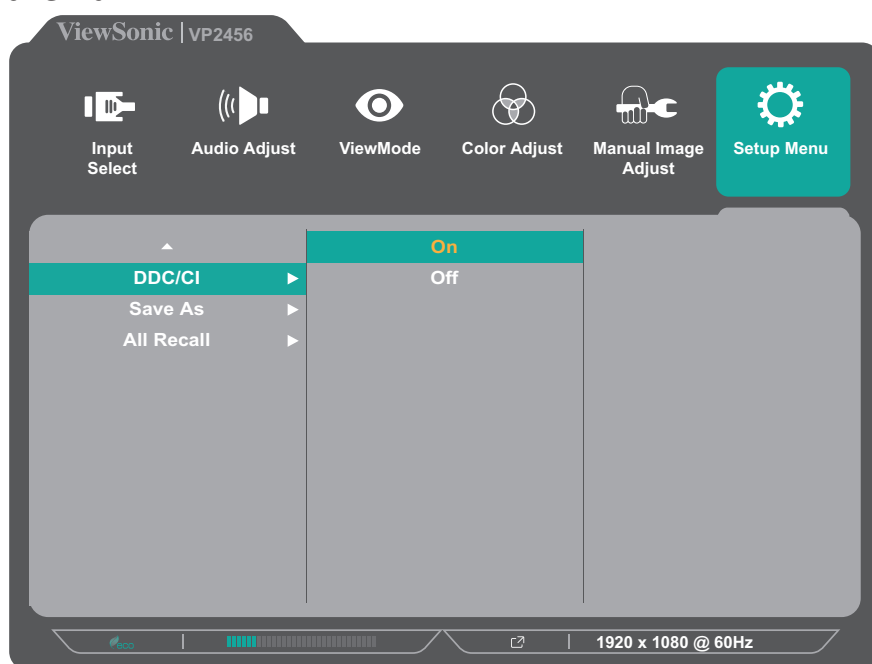 ViewSonic | VP2456
Input Select
Audio Adjust
ViewMode
Color Adjust
Manual Image Adjust
Setup Menu
On
DDC/CI
Off
Save As
All Recall
eco
1920 x 1080 @ 60Hz